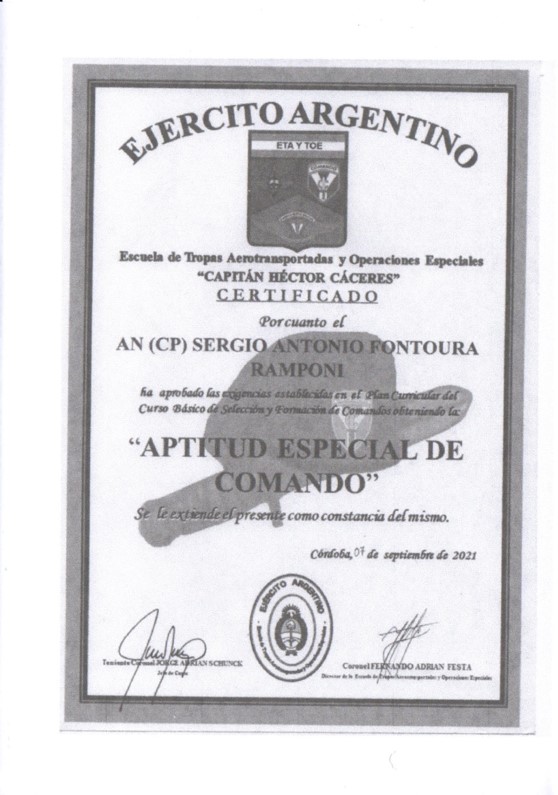 EJERCITO ARGENTINO
ETA Y TOE
Escuela de Tropas Aerotransportadas y Operaciones Especiales
“CAPITÁN HÉCTOR CÁCERES”
CERTIFICADO
Por cuanto el
AN (CP) SERGIO ANTONIO FONTOURA
RAMPONI
ha aprobado las exigencias establecidas en el Plan Curricular del
Curso Básico de Selección y Formación de Comandos obteniendo la:
“APTITUD ESPECIAL DE
COMANDO”
Se le extiende el presente como constancia del mismo.
Córdoba, 07 de septiembre de 2021
EJÉRCITO ARGENTINO
Teniente Coronel JORGE ADRIAN SCHUNCK
Jefe de Curso
Coronel FERNANDO ADRIAN FESTA
Director de la Escuela de Tropas Aerotransportadas y Operaciones Especiales